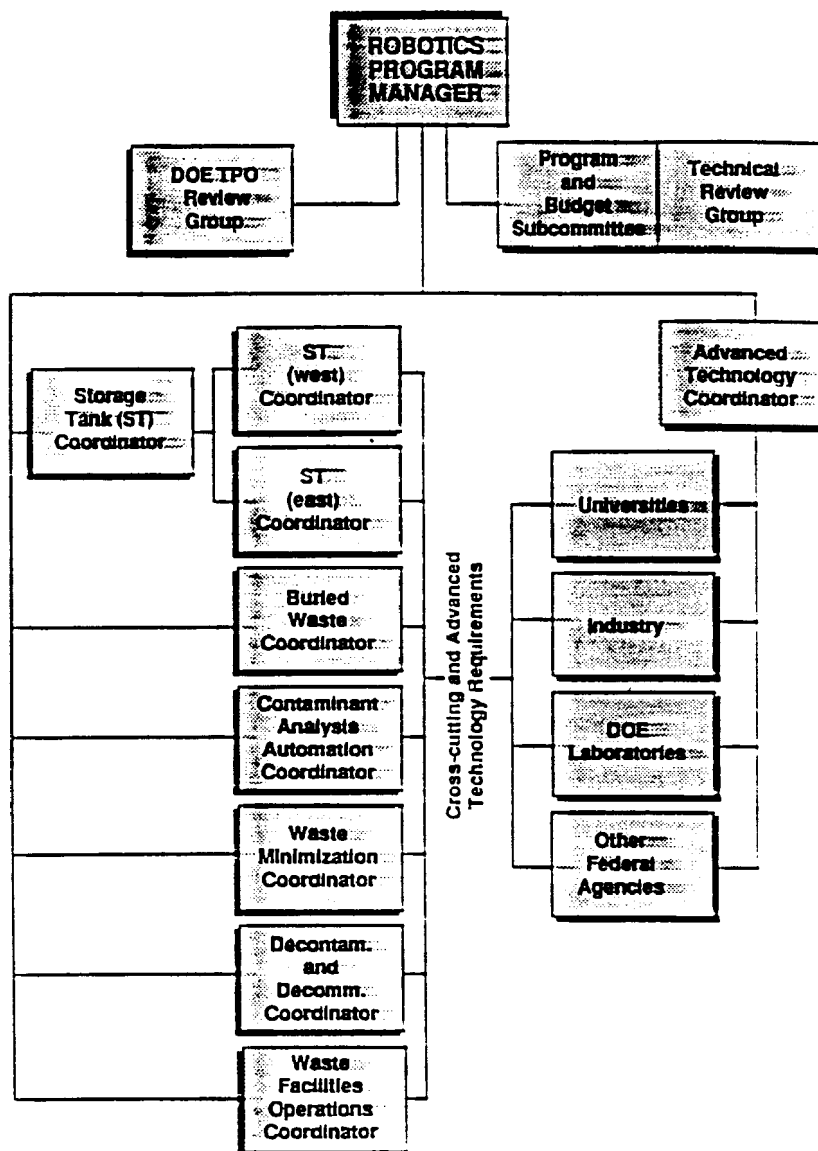 ROBOTICS
PROGRAM
MANAGER
DOE TPO
Review
Group
Program
and
Budget
Subcommittee
Technical
Review
Group
Storage
Tank (ST)
Coordinator
ST
(west)
Coordinator
ST
(east)
Coordinator
Buried
Waste
Coordinator
Contaminant
Analysis
Automation
Coordinator
Waste
Minimization
Coordinator
Decontam.
and
Decomm.
Coordinator
Waste
Facilities
Operations
Coordinator
Cross-cutting and Advanced
Technology Requirements
Advanced
Technology
Coordinator
Universities
Industry
DOE
Laboratories
Other
Federal
Agencies